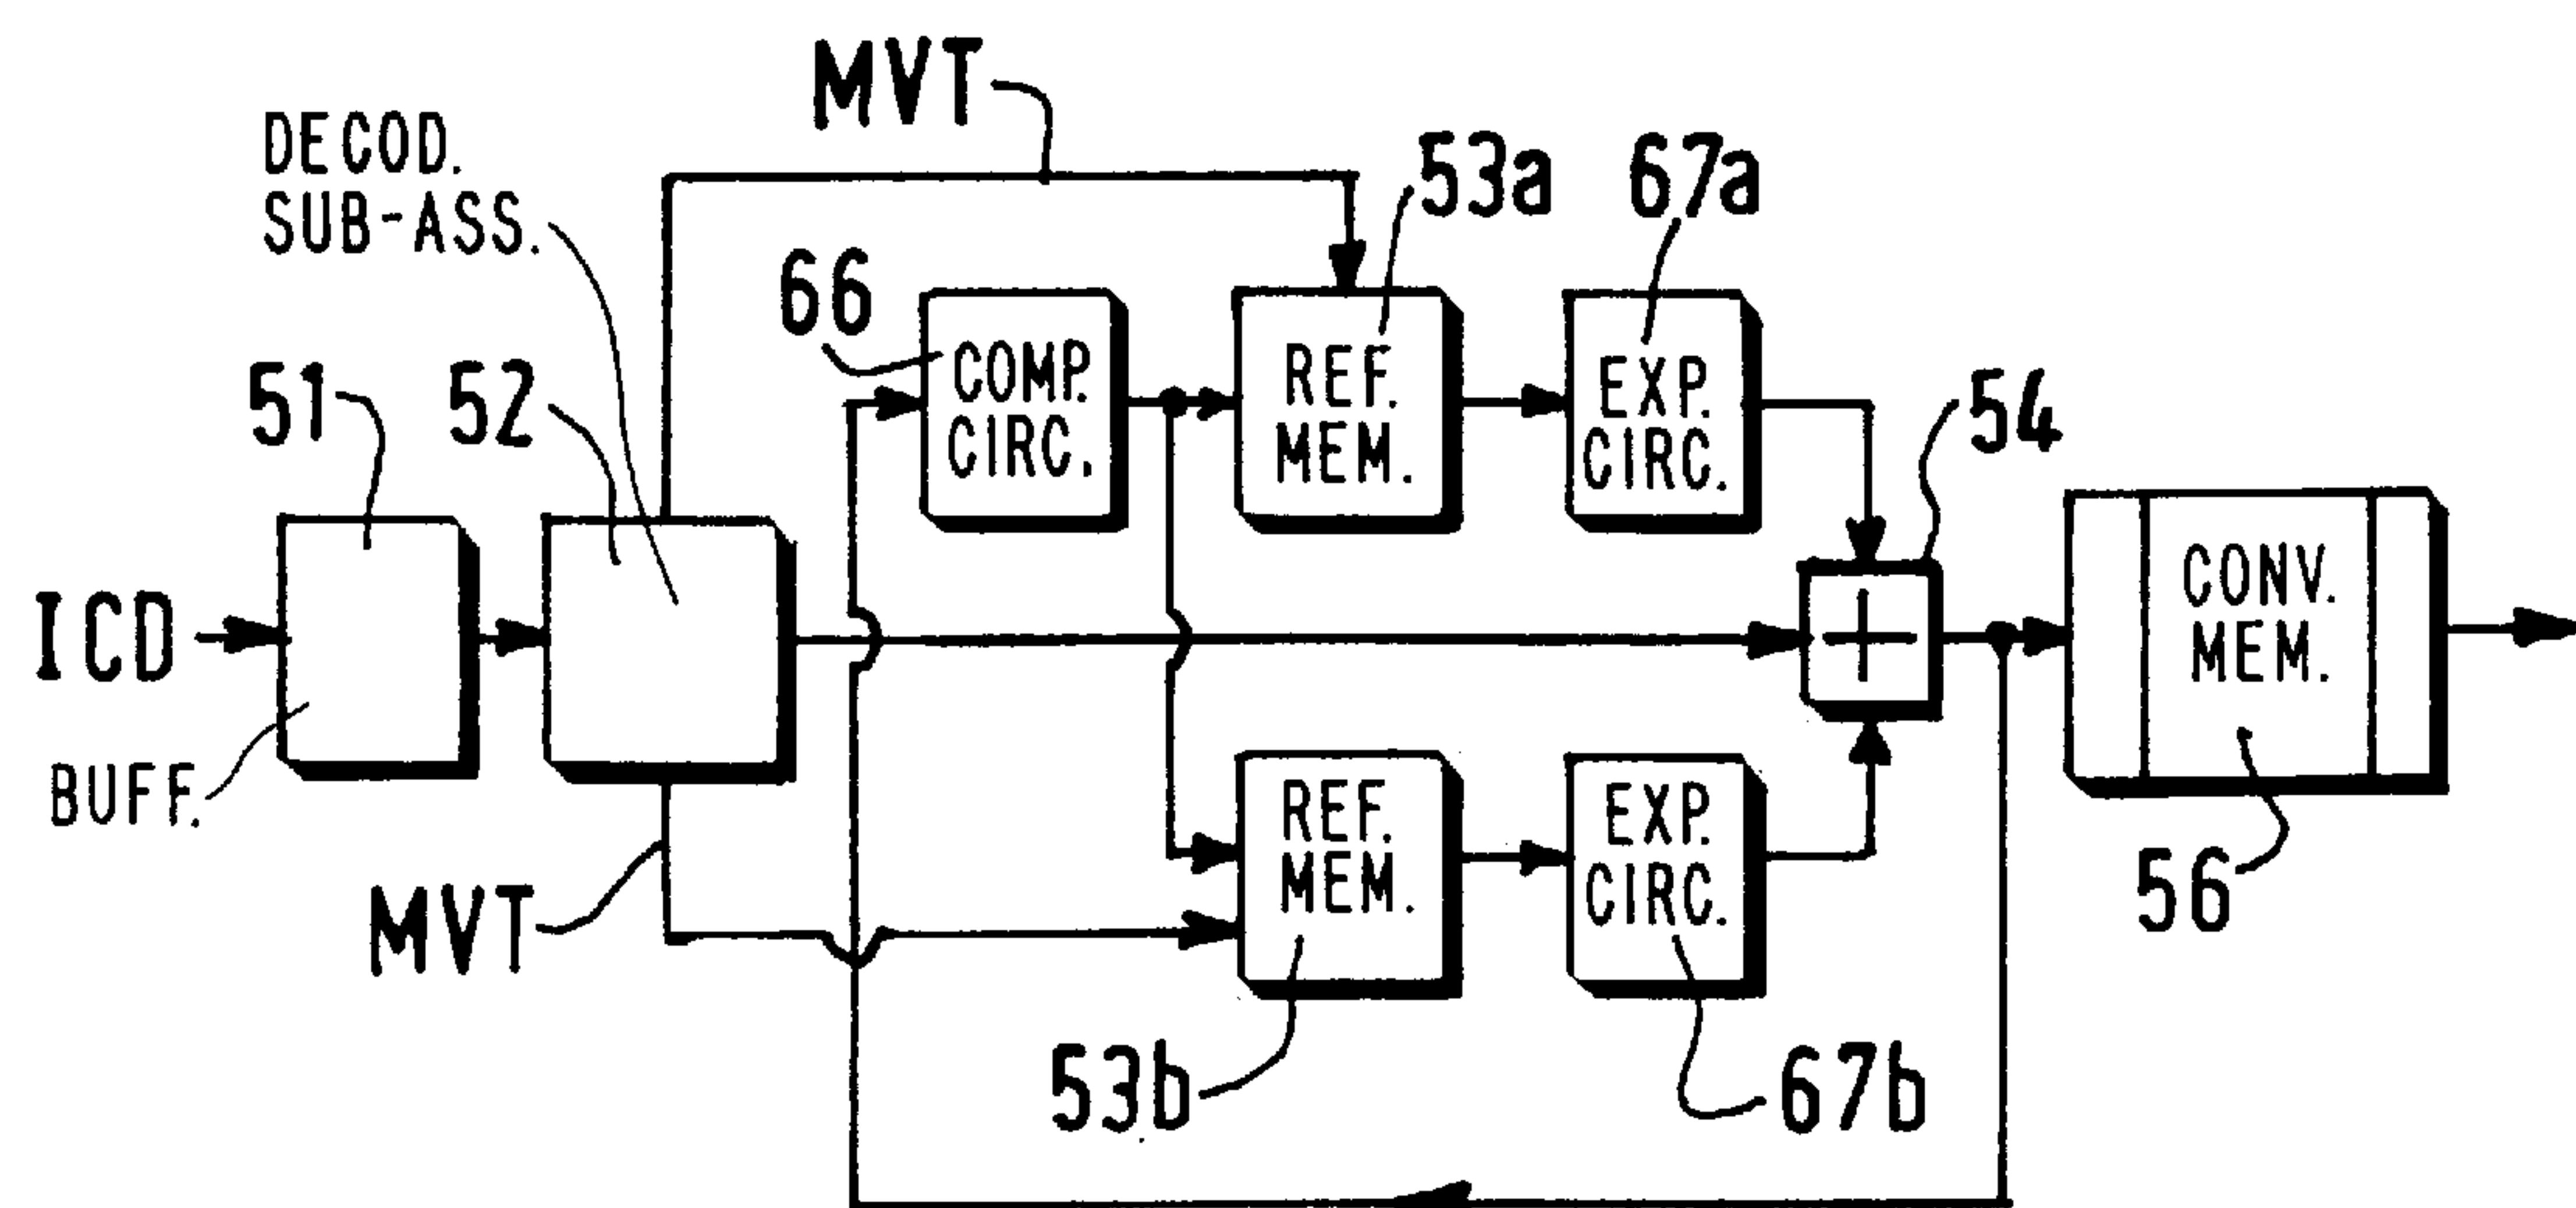 MVT
DECOD.
SUB-ASS.
53a
67a
66
51
52
COMP.
CIRC.
REF.
MEM.
EXP.
CIRC.
54
ICD
+
CONV.
MEM.
BUFF.
REF.
MEM.
EXP.
CIRC.
MVT
56
53b
67b